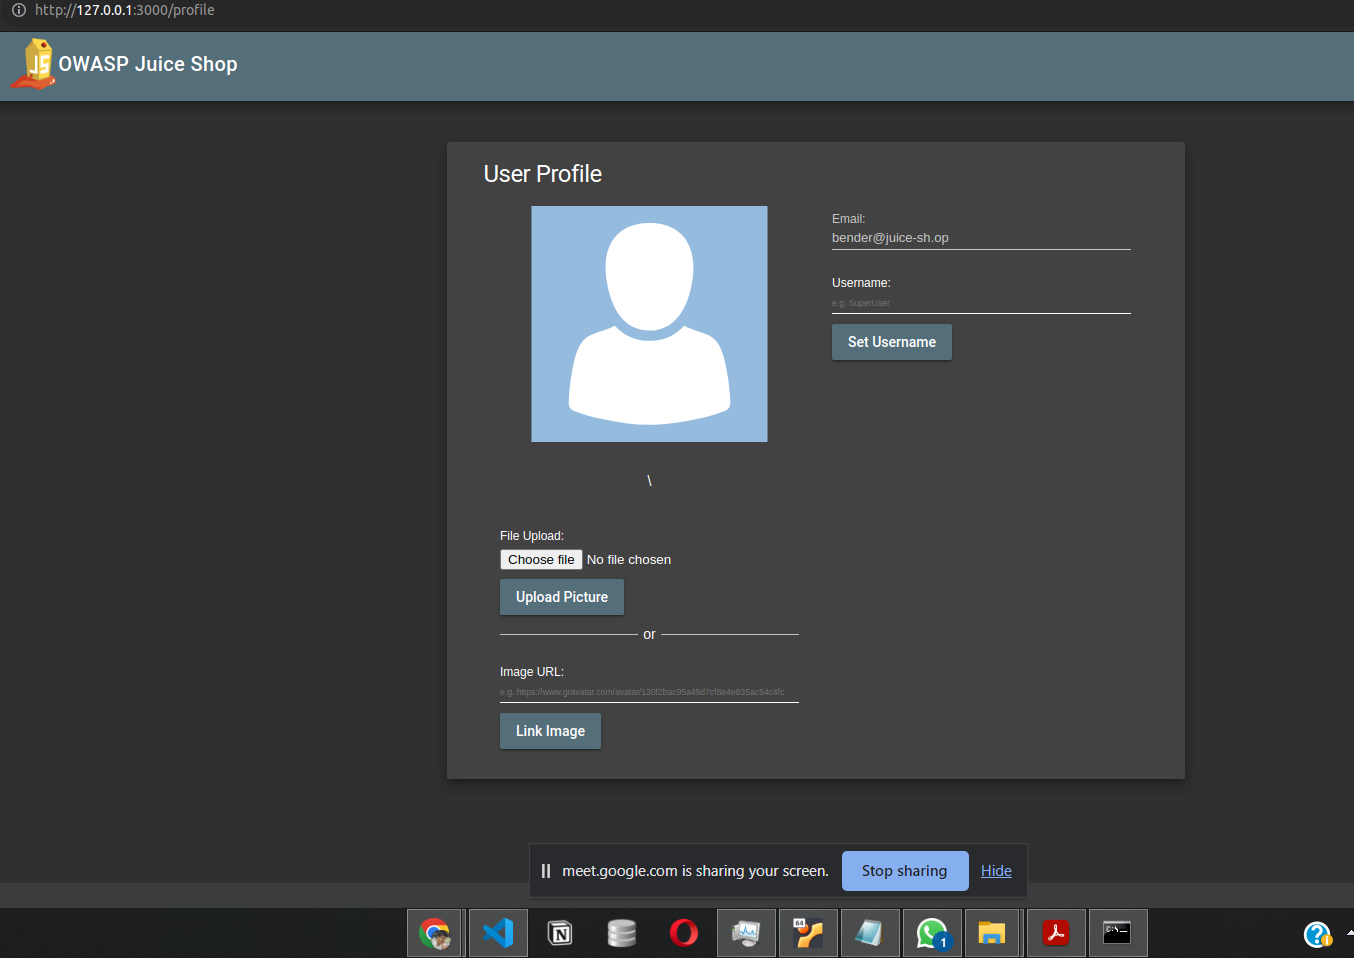 http://127.0.0.1:3000/profile
OWASP Juice Shop
User Profile
Email:
bender@juice-sh.op
Username:
e.g. SuperUser
Set Username
\
File Upload:
Choose file No file chosen
Upload Picture
or
Image URL:
e.g. https://www.gravatar.com/avatar/130f2bac95a49d7cf8e4e835ac54c4fc
Link Image
meet.google.com is sharing your screen. Stop sharing Hide
64
1
C:\_